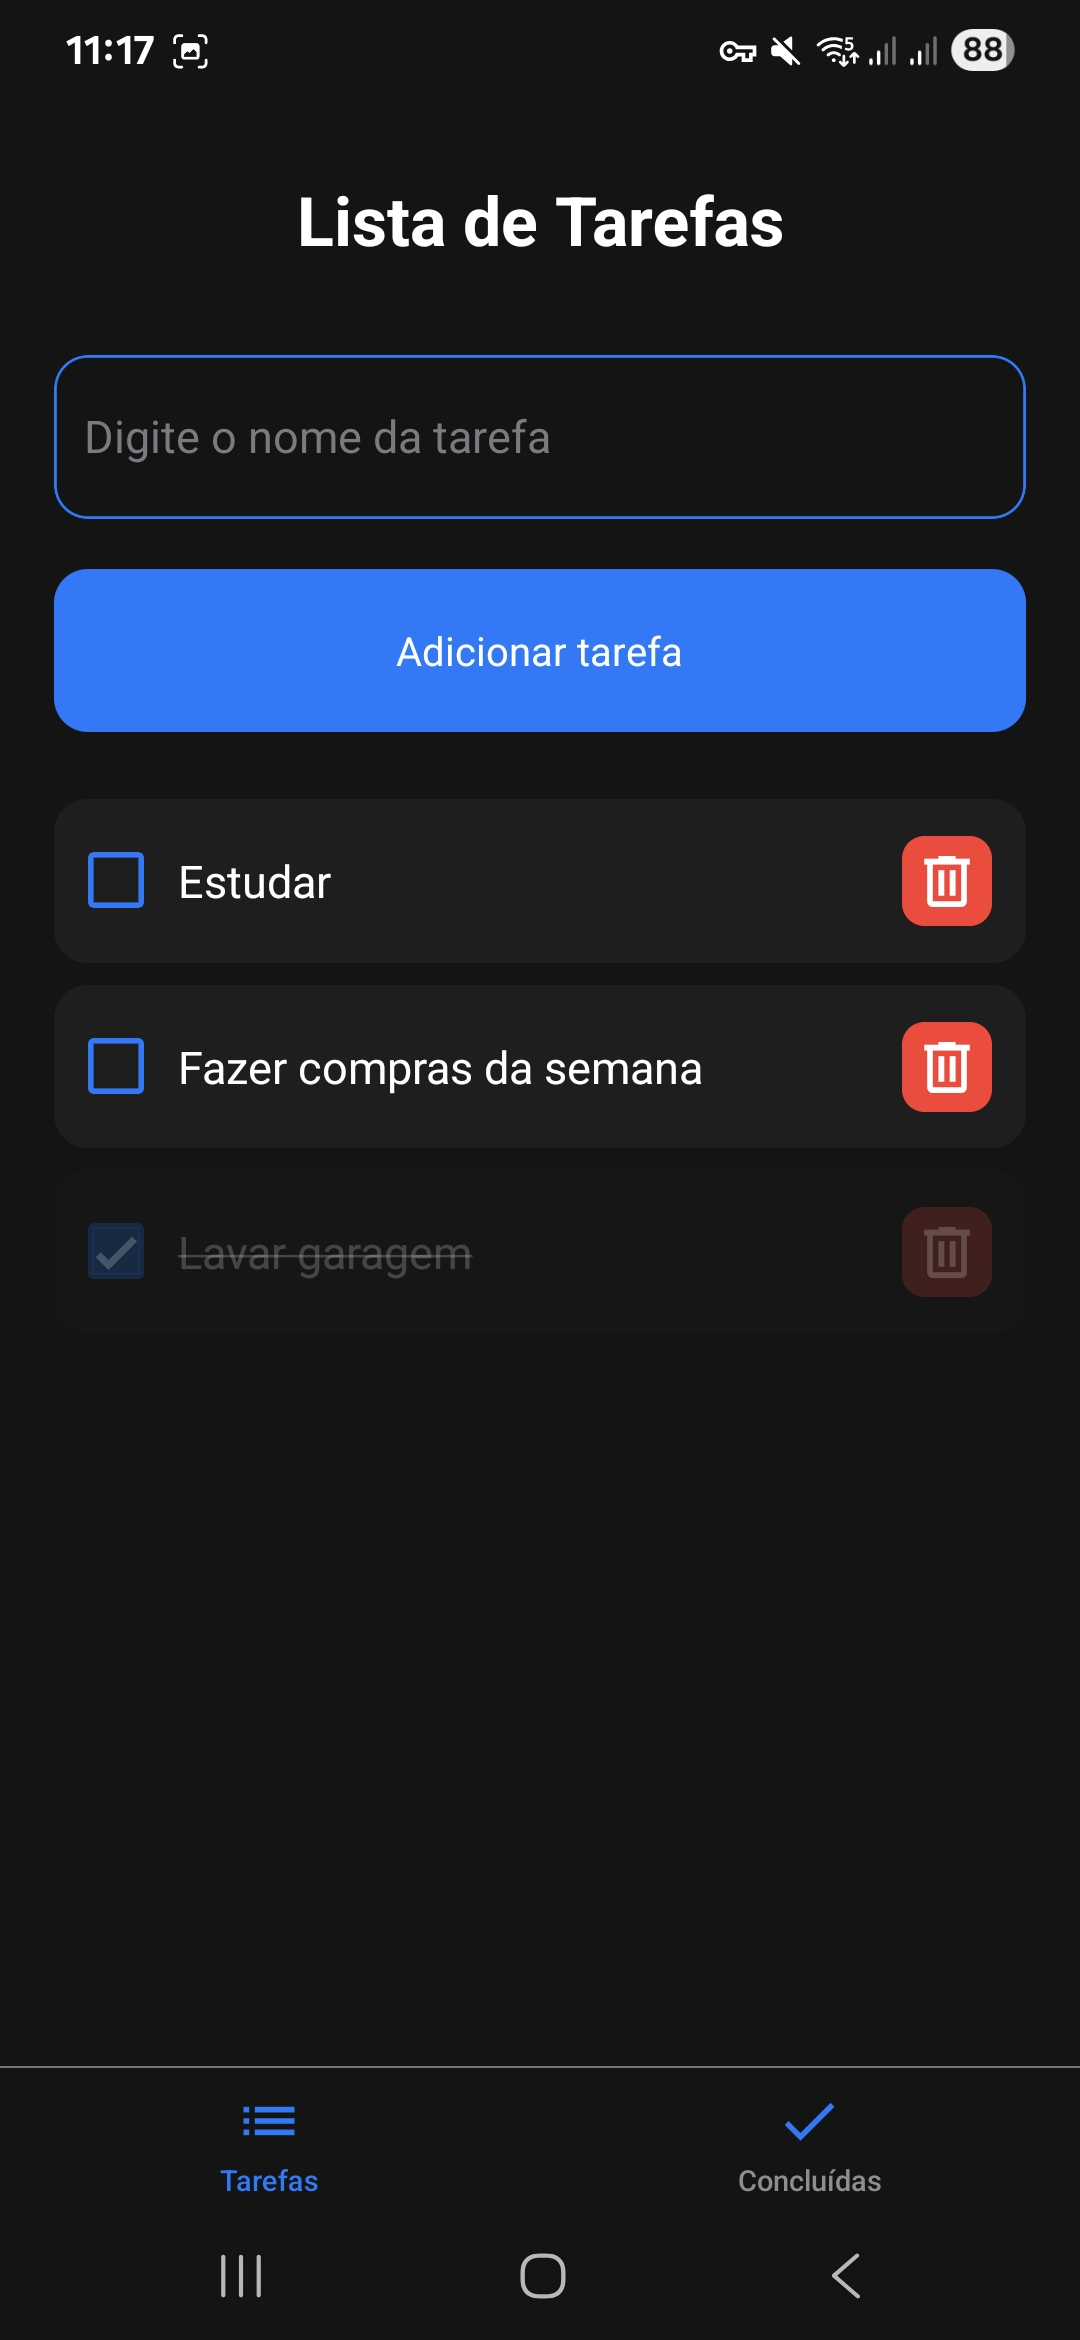 11:17
5
88
Lista de Tarefas
Digite o nome da tarefa
Adicionar tarefa
Estudar
Fazer compras da semana
Lavar garagem
Tarefas
Concluídas